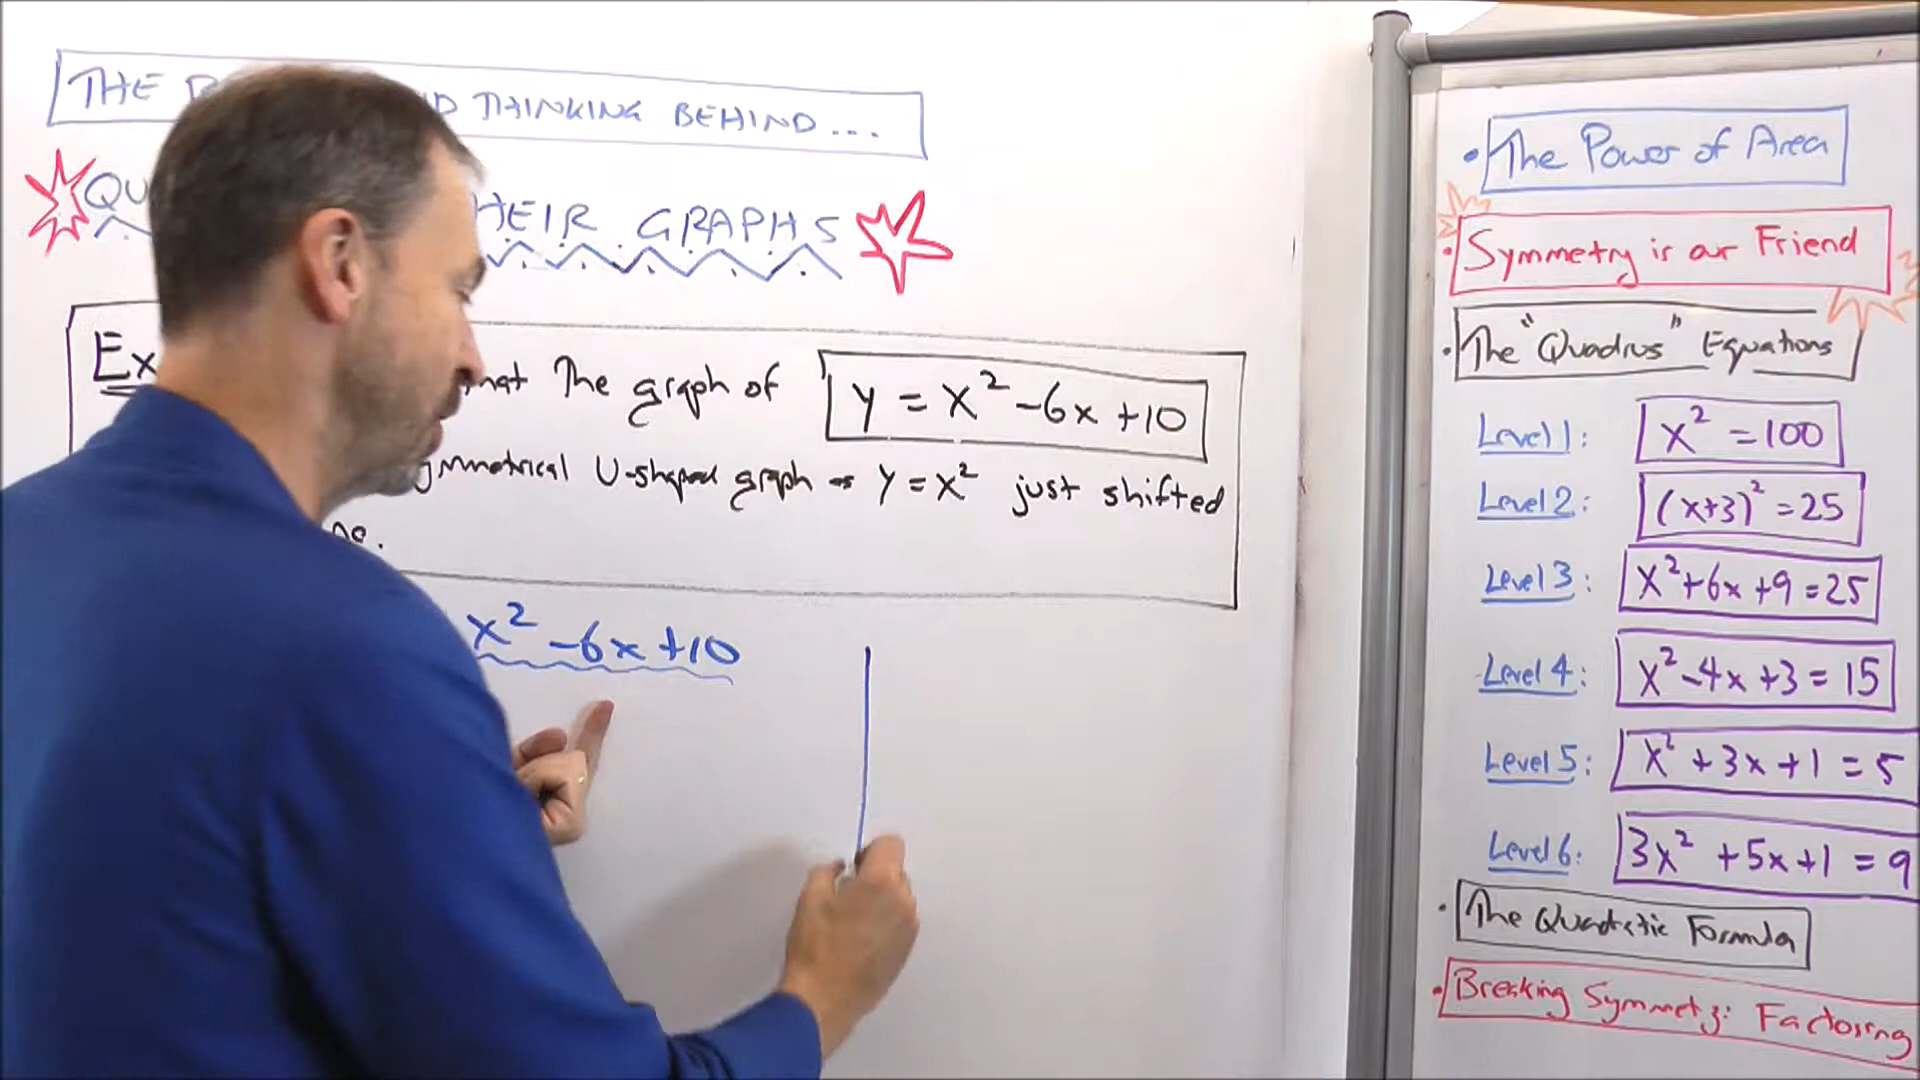 THE THINKING BEHIND...
QU HEIR GRAPHS
Ex that the graph of y = x² - 6x + 10
symmetrical U-shaped graph as y = x² just shifted
x² - 6x + 10
• The Power of Area
• Symmetry is our Friend
• The "Quadrus" Equations
Level 1: x² = 100
Level 2: (x+3)² = 25
Level 3: x² + 6x + 9 = 25
Level 4: x² - 4x + 3 = 15
Level 5: x² + 3x + 1 = 5
Level 6: 3x² + 5x + 1 = 9
• The Quadratic Formula
• Breaking Symmetry: Factoring